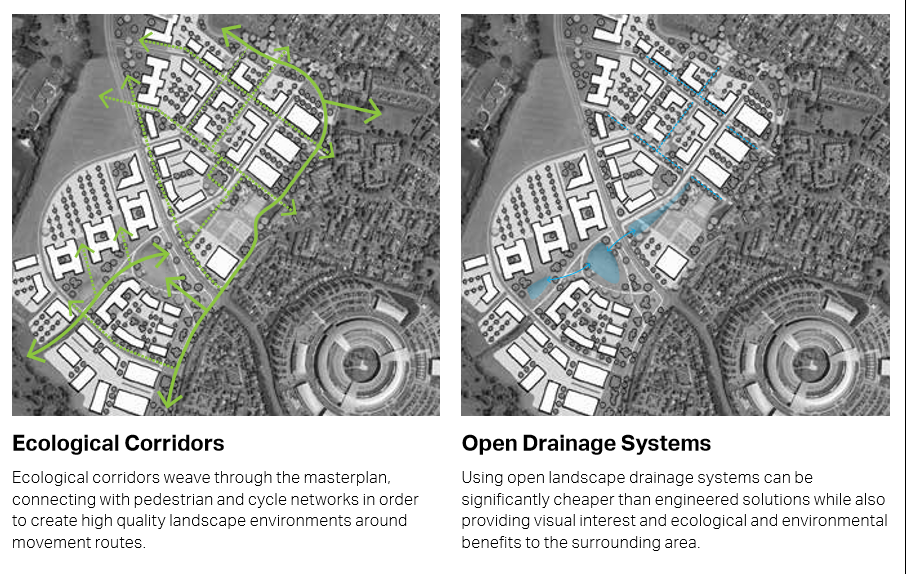 Ecological Corridors
Ecological corridors weave through the masterplan,
connecting with pedestrian and cycle networks in order
to create high quality landscape environments around
movement routes.
Open Drainage Systems
Using open landscape drainage systems can be
significantly cheaper than engineered solutions while also
providing visual interest and ecological and environmental
benefits to the surrounding area.